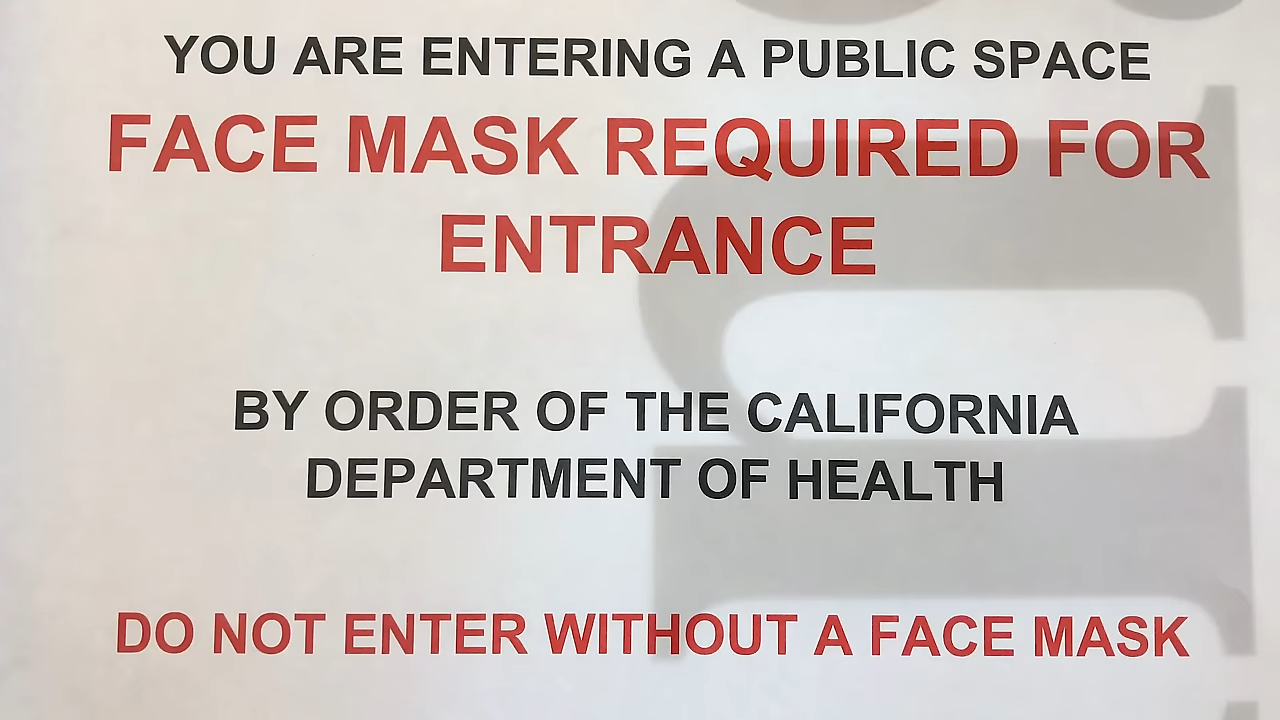 YOU ARE ENTERING A PUBLIC SPACE
FACE MASK REQUIRED FOR
ENTRANCE
BY ORDER OF THE CALIFORNIA
DEPARTMENT OF HEALTH
DO NOT ENTER WITHOUT A FACE MASK